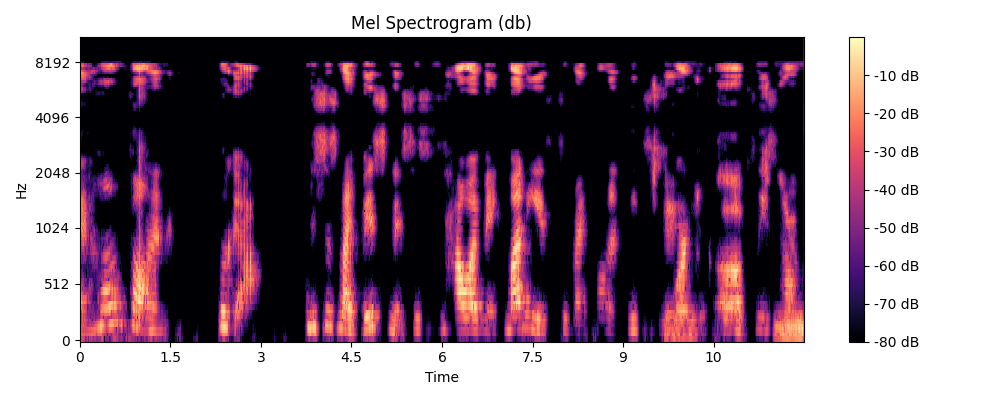 Mel Spectrogram (db)
8192
4096
2048
1024
512
0
Hz
0 1.5 3 4.5 6 7.5 9 10
Time
-10 dB
-20 dB
-30 dB
-40 dB
-50 dB
-60 dB
-70 dB
-80 dB